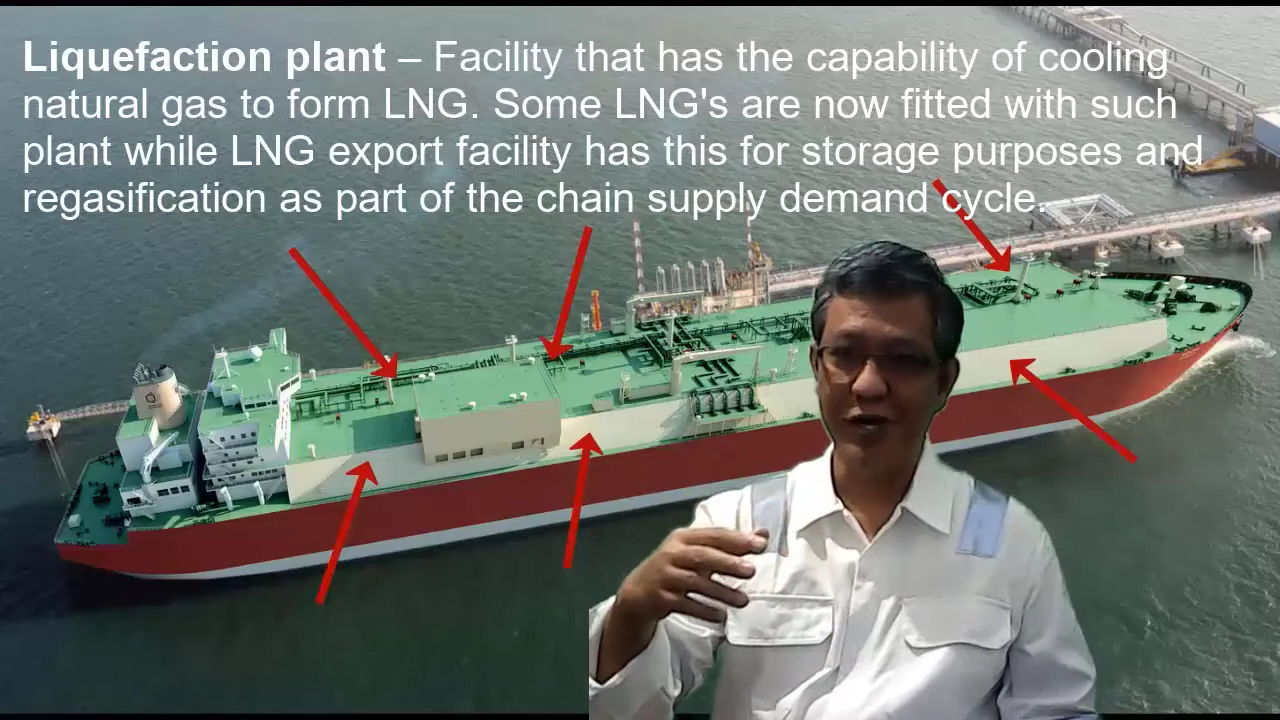 Liquefaction plant – Facility that has the capability of cooling
natural gas to form LNG. Some LNG's are now fitted with such
plant while LNG export facility has this for storage purposes and
regasification as part of the chain supply demand cycle.